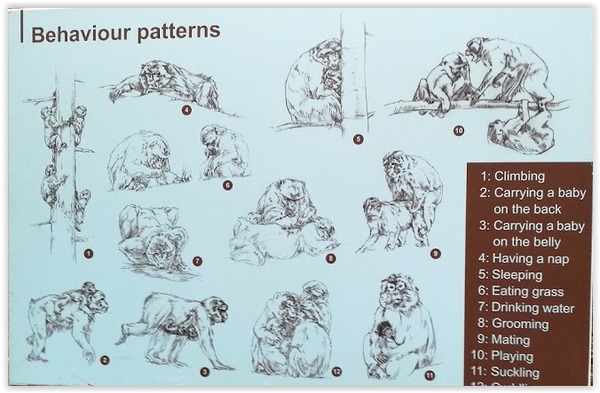 Behaviour patterns
4
5
10
6
1
7
8
9
2
3
12
11
1: Climbing
2: Carrying a baby
on the back
3: Carrying a baby
on the belly
4: Having a nap
5: Sleeping
6: Eating grass
7: Drinking water
8: Grooming
9: Mating
10: Playing
11: Suckling